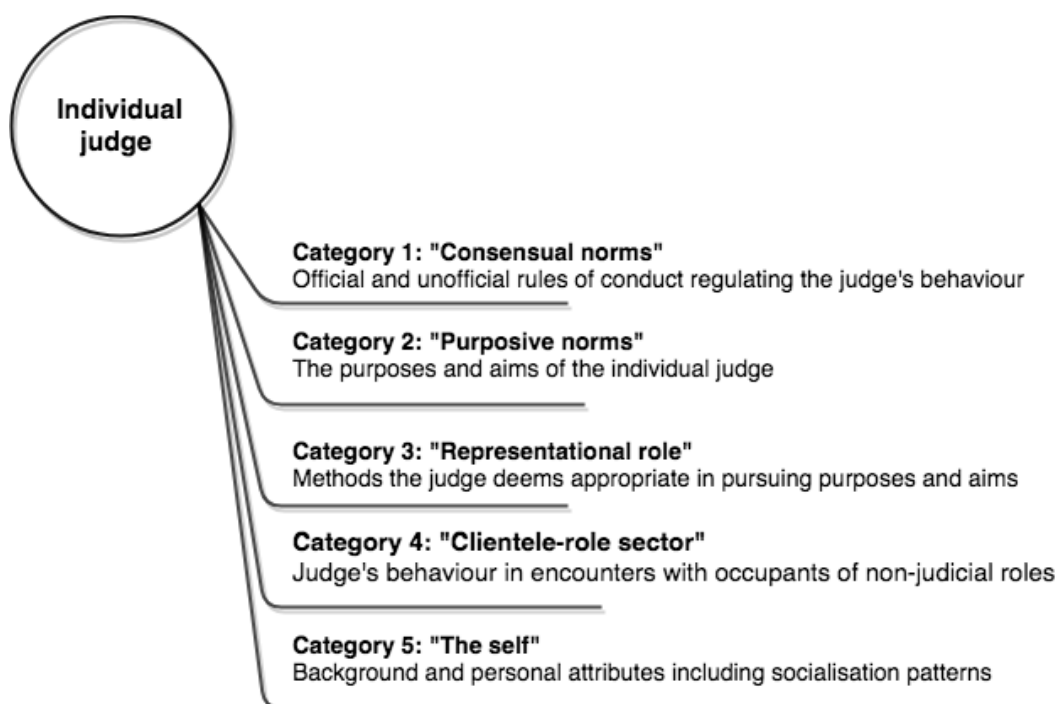 Individual
judge
Category 1: "Consensual norms"
Official and unofficial rules of conduct regulating the judge's behaviour
Category 2: "Purposive norms"
The purposes and aims of the individual judge
Category 3: "Representational role"
Methods the judge deems appropriate in pursuing purposes and aims
Category 4: "Clientele-role sector"
Judge's behaviour in encounters with occupants of non-judicial roles
Category 5: "The self"
Background and personal attributes including socialisation patterns